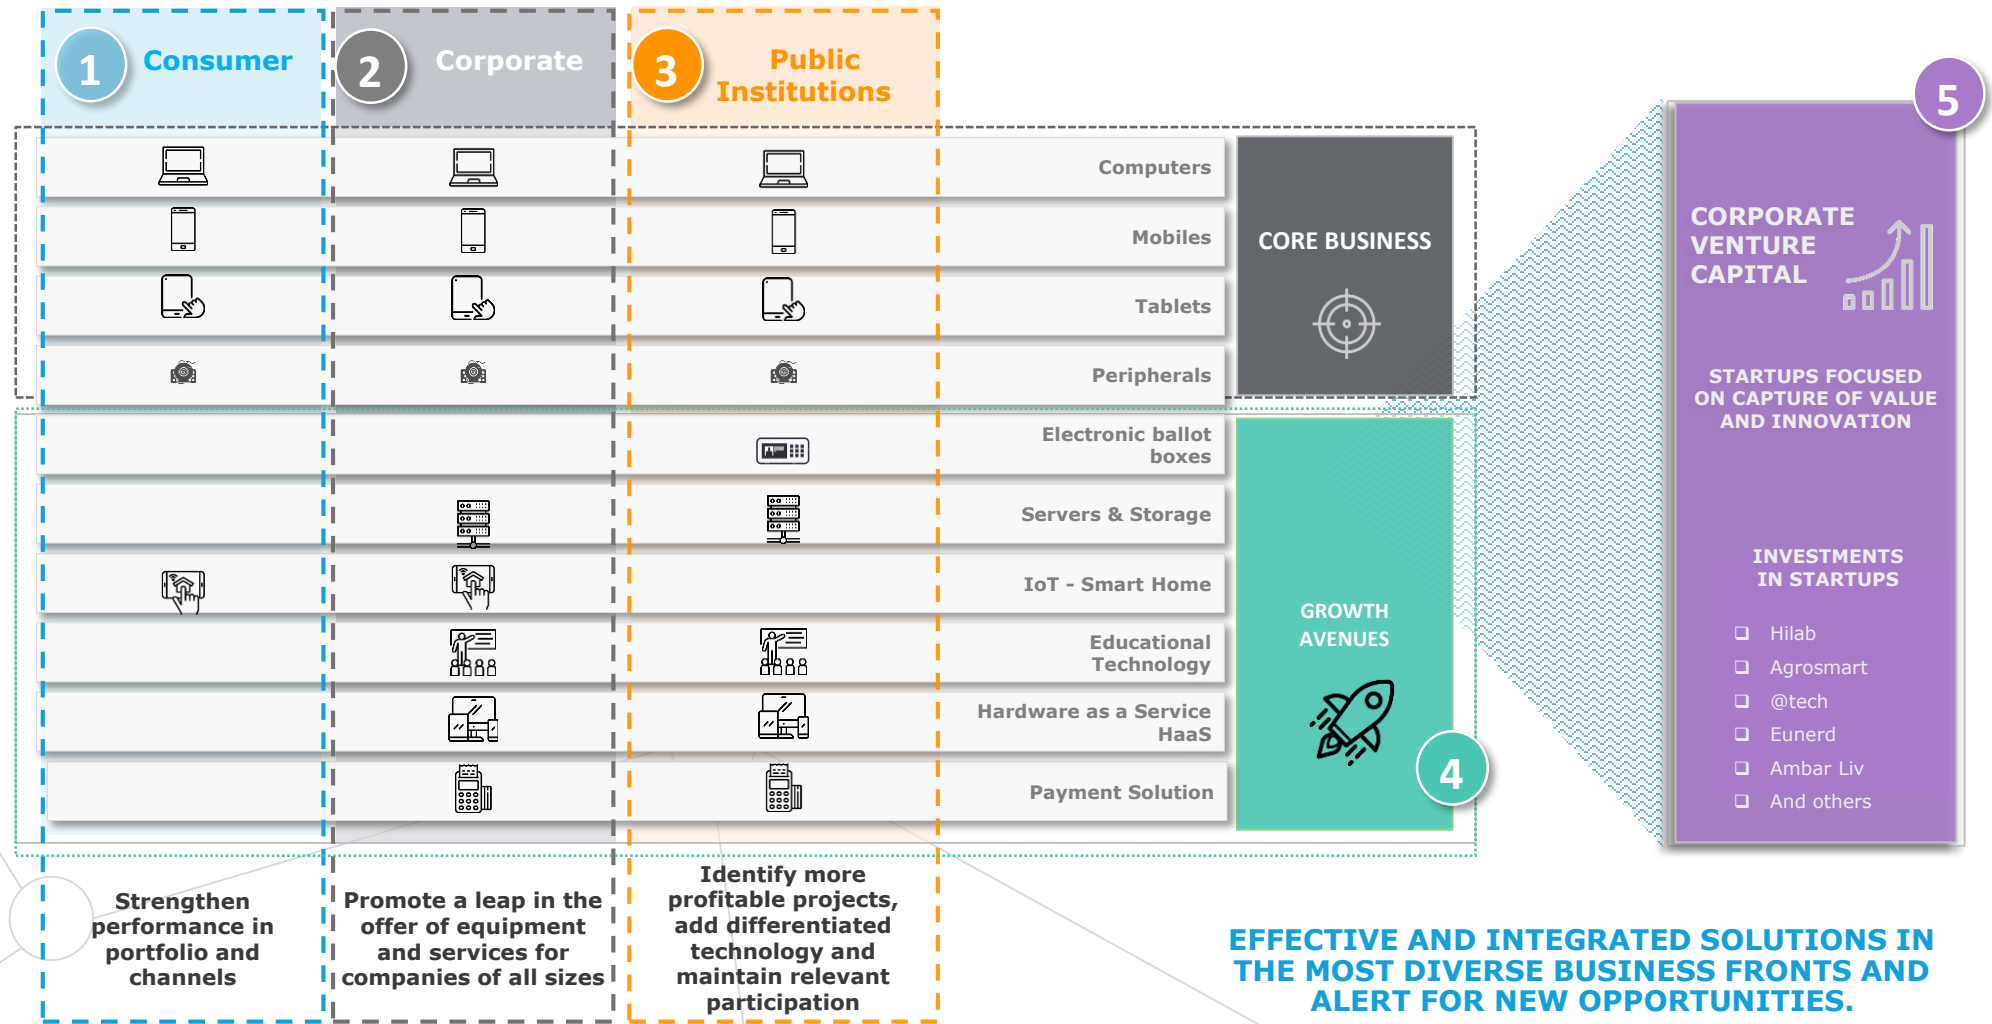 1
Consumer
2
Corporate
3
Public
Institutions
Computers
Mobiles
Tablets
Peripherals
CORE BUSINESS
Electronic ballot
boxes
Servers & Storage
IoT - Smart Home
Educational
Technology
Hardware as a Service
HaaS
Payment Solution
GROWTH
AVENUES
4
5
CORPORATE
VENTURE
CAPITAL
STARTUPS FOCUSED
ON CAPTURE OF VALUE
AND INNOVATION
INVESTMENTS
IN STARTUPS
Hilab
Agrosmart
@tech
Eunerd
Ambar Liv
And others
Strengthen
performance in
portfolio and
channels
Promote a leap in the
offer of equipment
and services for
companies of all sizes
Identify more
profitable projects,
add differentiated
technology and
maintain relevant
participation
EFFECTIVE AND INTEGRATED SOLUTIONS IN
THE MOST DIVERSE BUSINESS FRONTS AND
ALERT FOR NEW OPPORTUNITIES.